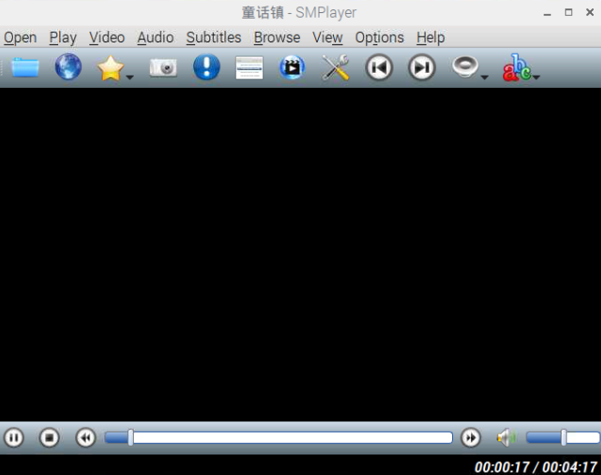 童话镇 - SMPlayer
Open Play Video Audio Subtitles Browse View Options Help
abc
00:00:17 / 00:04:17